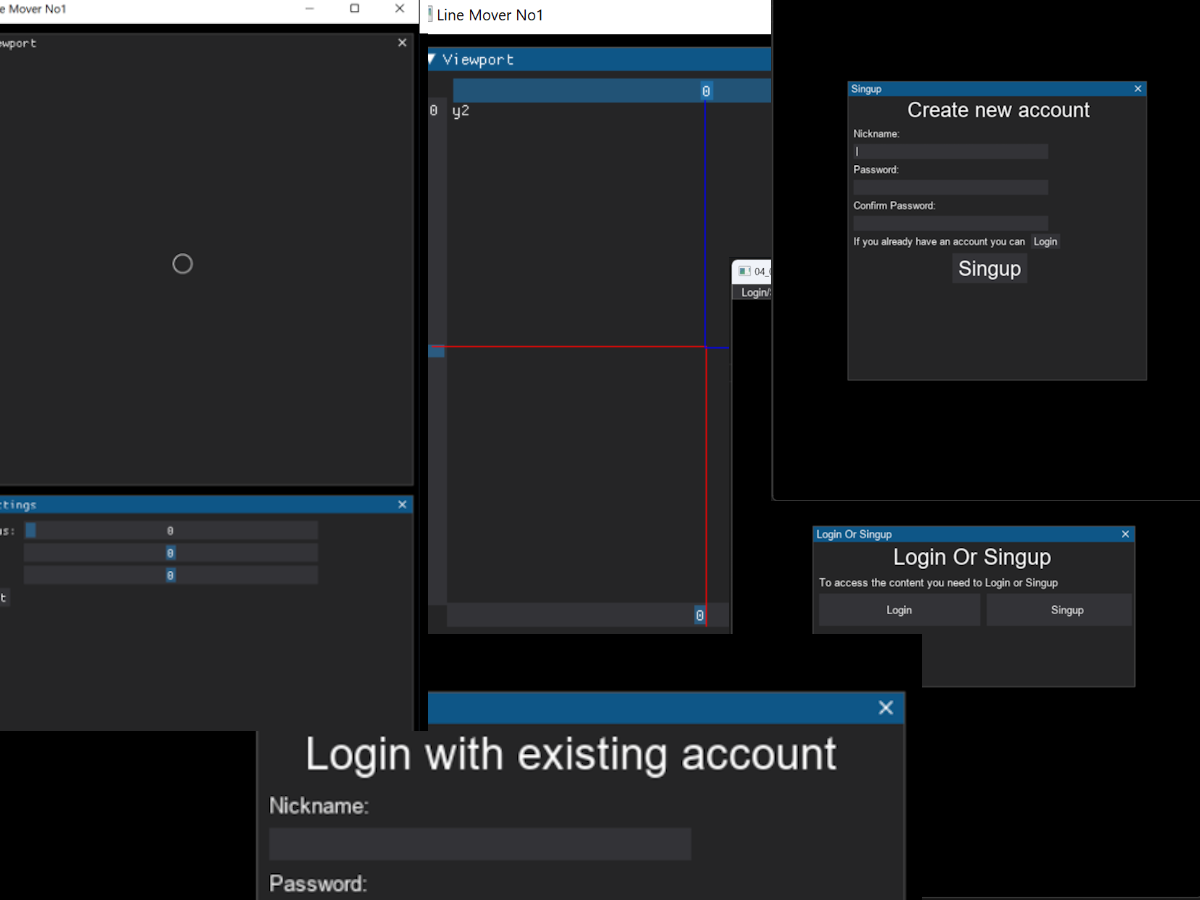 e Mover No1
ewport
ttings
us: 0
0
0
t
Line Mover No1
Viewport
0
0 y2
0
04_
Login/
Singup
Create new account
Nickname:
Password:
Confirm Password:
If you already have an account you can Login
Singup
Login Or Singup
Login Or Singup
To access the content you need to Login or Singup
Login Singup
Login with existing account
Nickname:
Password: